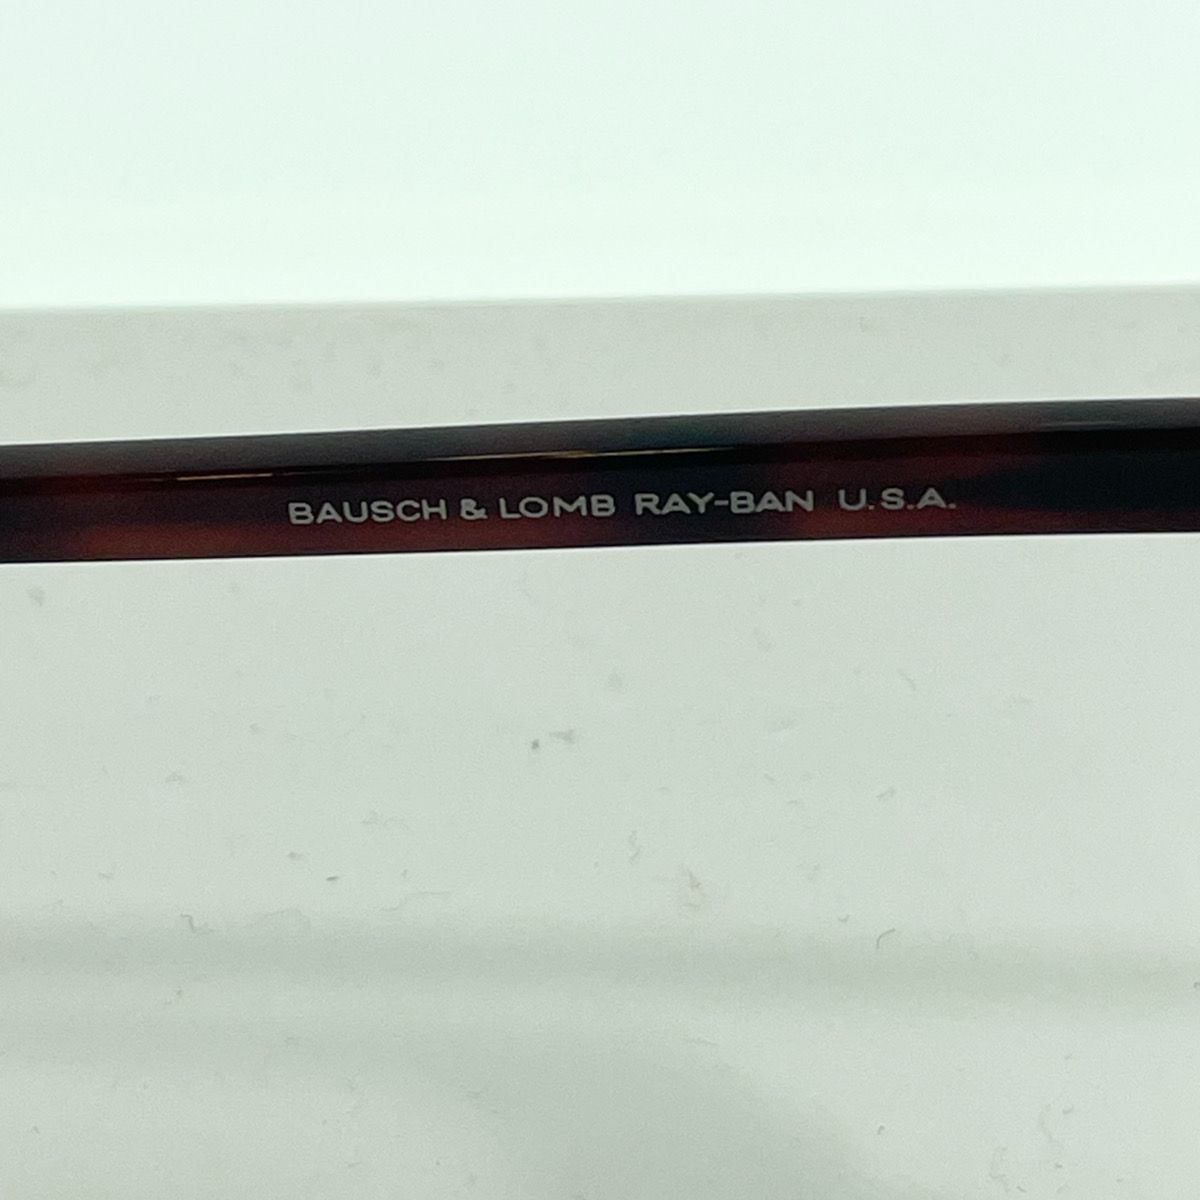 BAUSCH & LOMB RAY-BAN U.S.A.